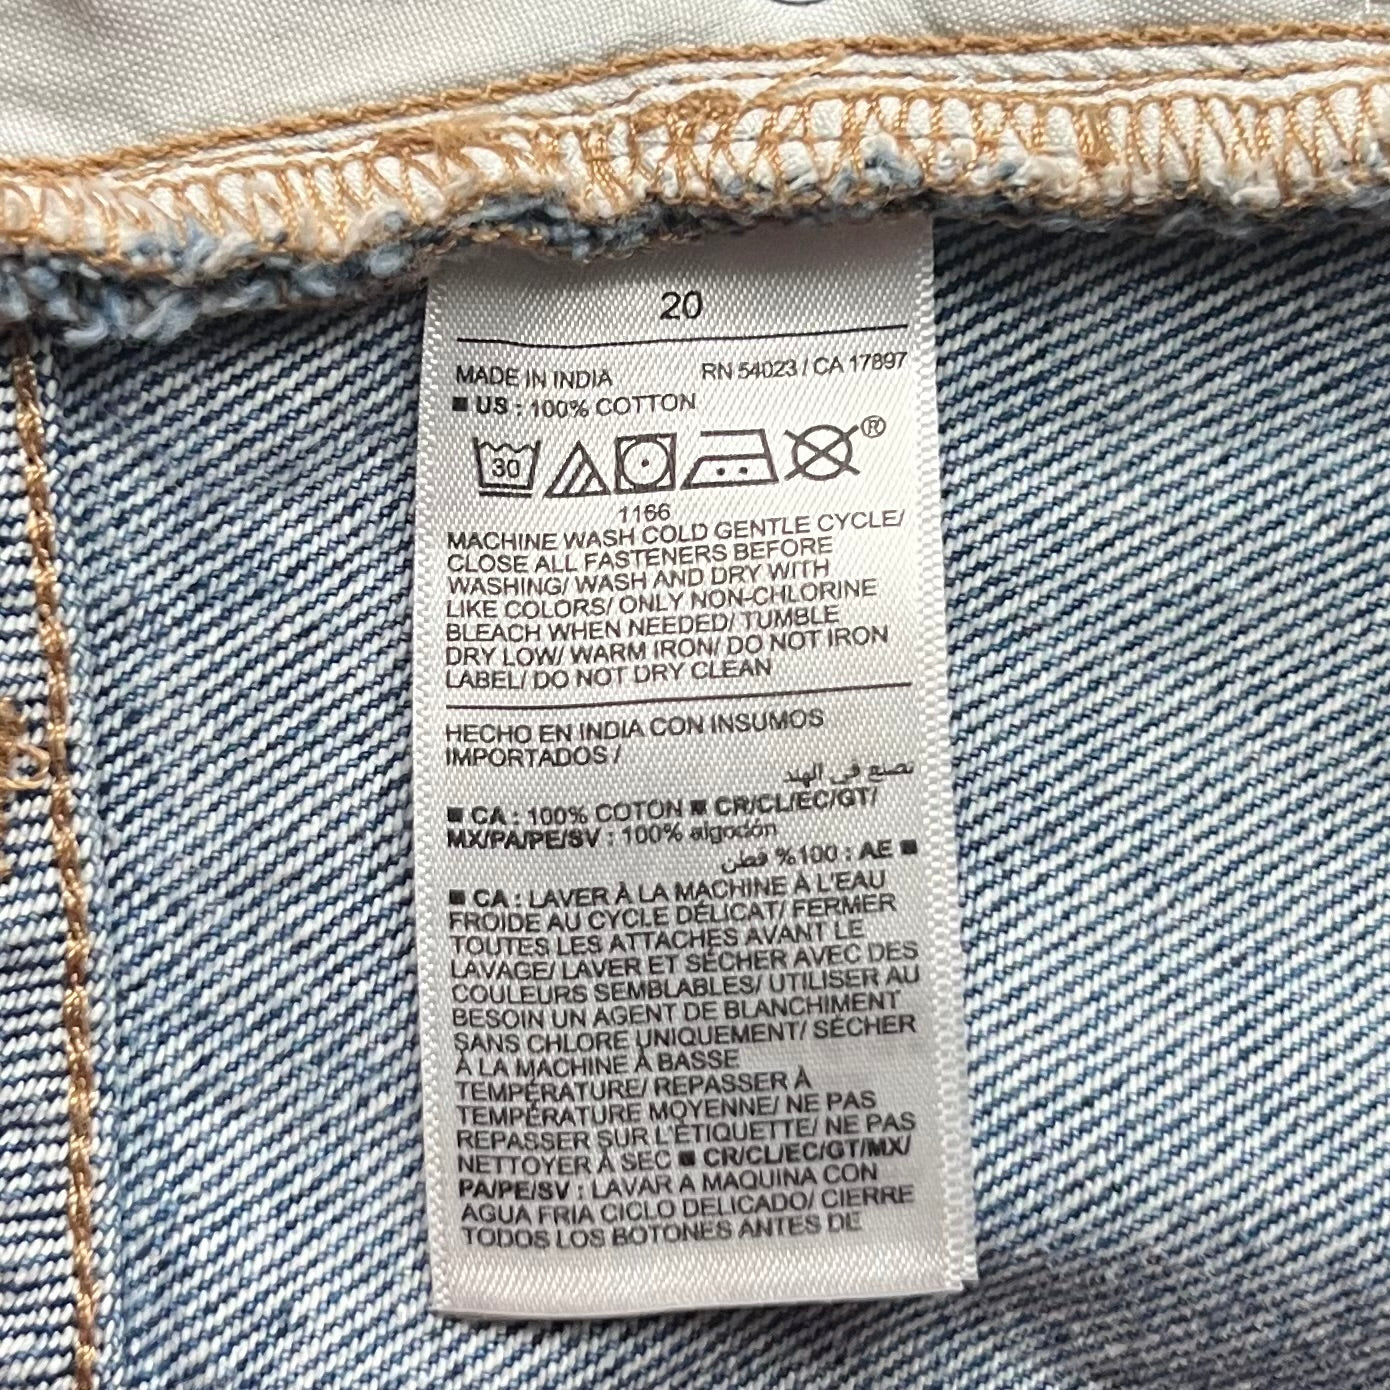 20
MADE IN INDIA RN 54023 / CA 17897
■ US : 100% COTTON
30 ®
1166
MACHINE WASH COLD GENTLE CYCLE/
CLOSE ALL FASTENERS BEFORE
WASHING/ WASH AND DRY WITH
LIKE COLORS/ ONLY NON-CHLORINE
BLEACH WHEN NEEDED/ TUMBLE
DRY LOW/ WARM IRON/ DO NOT IRON
LABEL/ DO NOT DRY CLEAN
HECHO EN INDIA CON INSUMOS
IMPORTADOS /
تصنع في الهند
■ CA : 100% COTON ■ CR/CL/EC/GT/
MX/PA/PE/SV : 100% algodón
■ AE : 100% قطن
■ CA : LAVER À LA MACHINE À L'EAU
FROIDE AU CYCLE DÉLICAT/ FERMER
TOUTES LES ATTACHES AVANT LE
LAVAGE/ LAVER ET SÉCHER AVEC DES
COULEURS SEMBLABLES/ UTILISER AU
BESOIN UN AGENT DE BLANCHIMENT
SANS CHLORE UNIQUEMENT/ SÉCHER
À LA MACHINE À BASSE
TEMPÉRATURE/ REPASSER À
TEMPÉRATURE MOYENNE/ NE PAS
REPASSER SUR L'ÉTIQUETTE/ NE PAS
NETTOYER À SEC ■ CR/CL/EC/GT/MX/
PA/PE/SV : LAVAR A MAQUINA CON
AGUA FRIA CICLO DELICADO/ CIERRE
TODOS LOS BOTONES ANTES DE